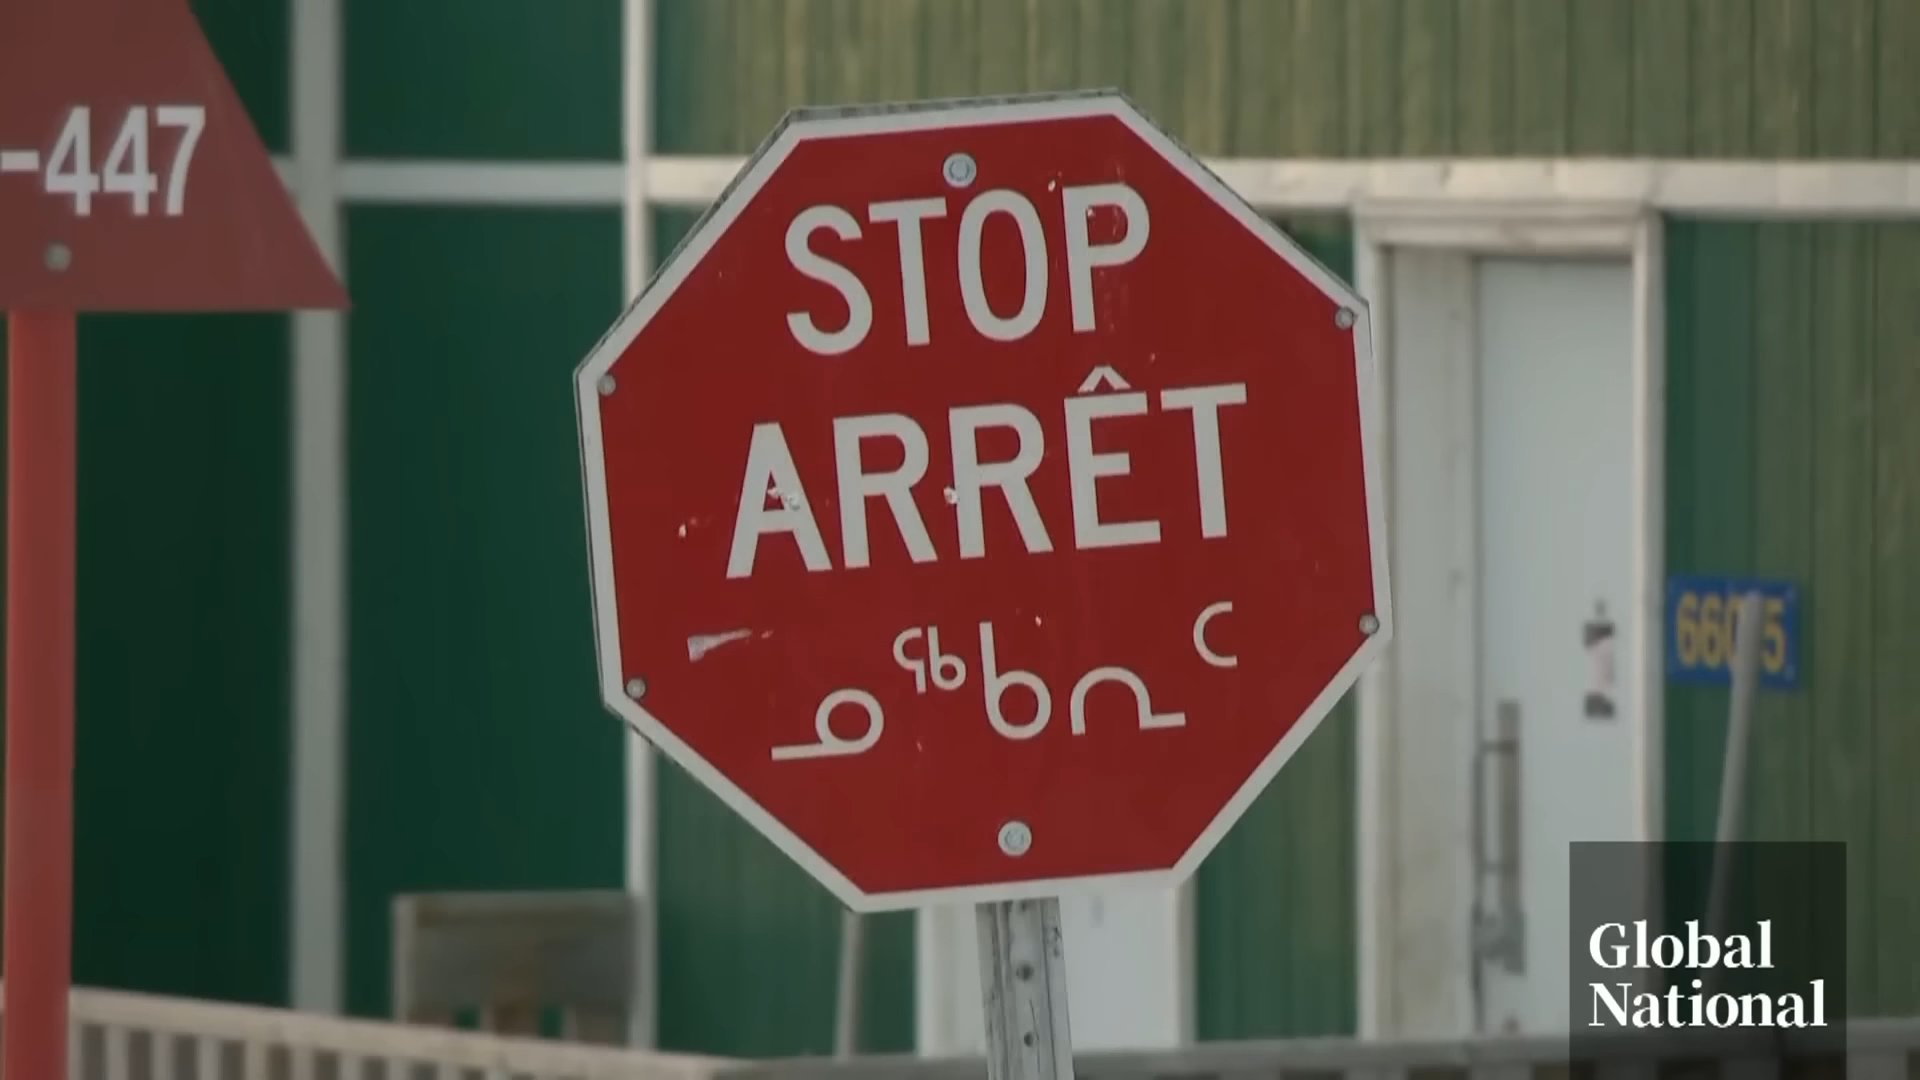 -447
STOP
ARRÊT
ᓄᖅᑲᕆᑦ
Global
National